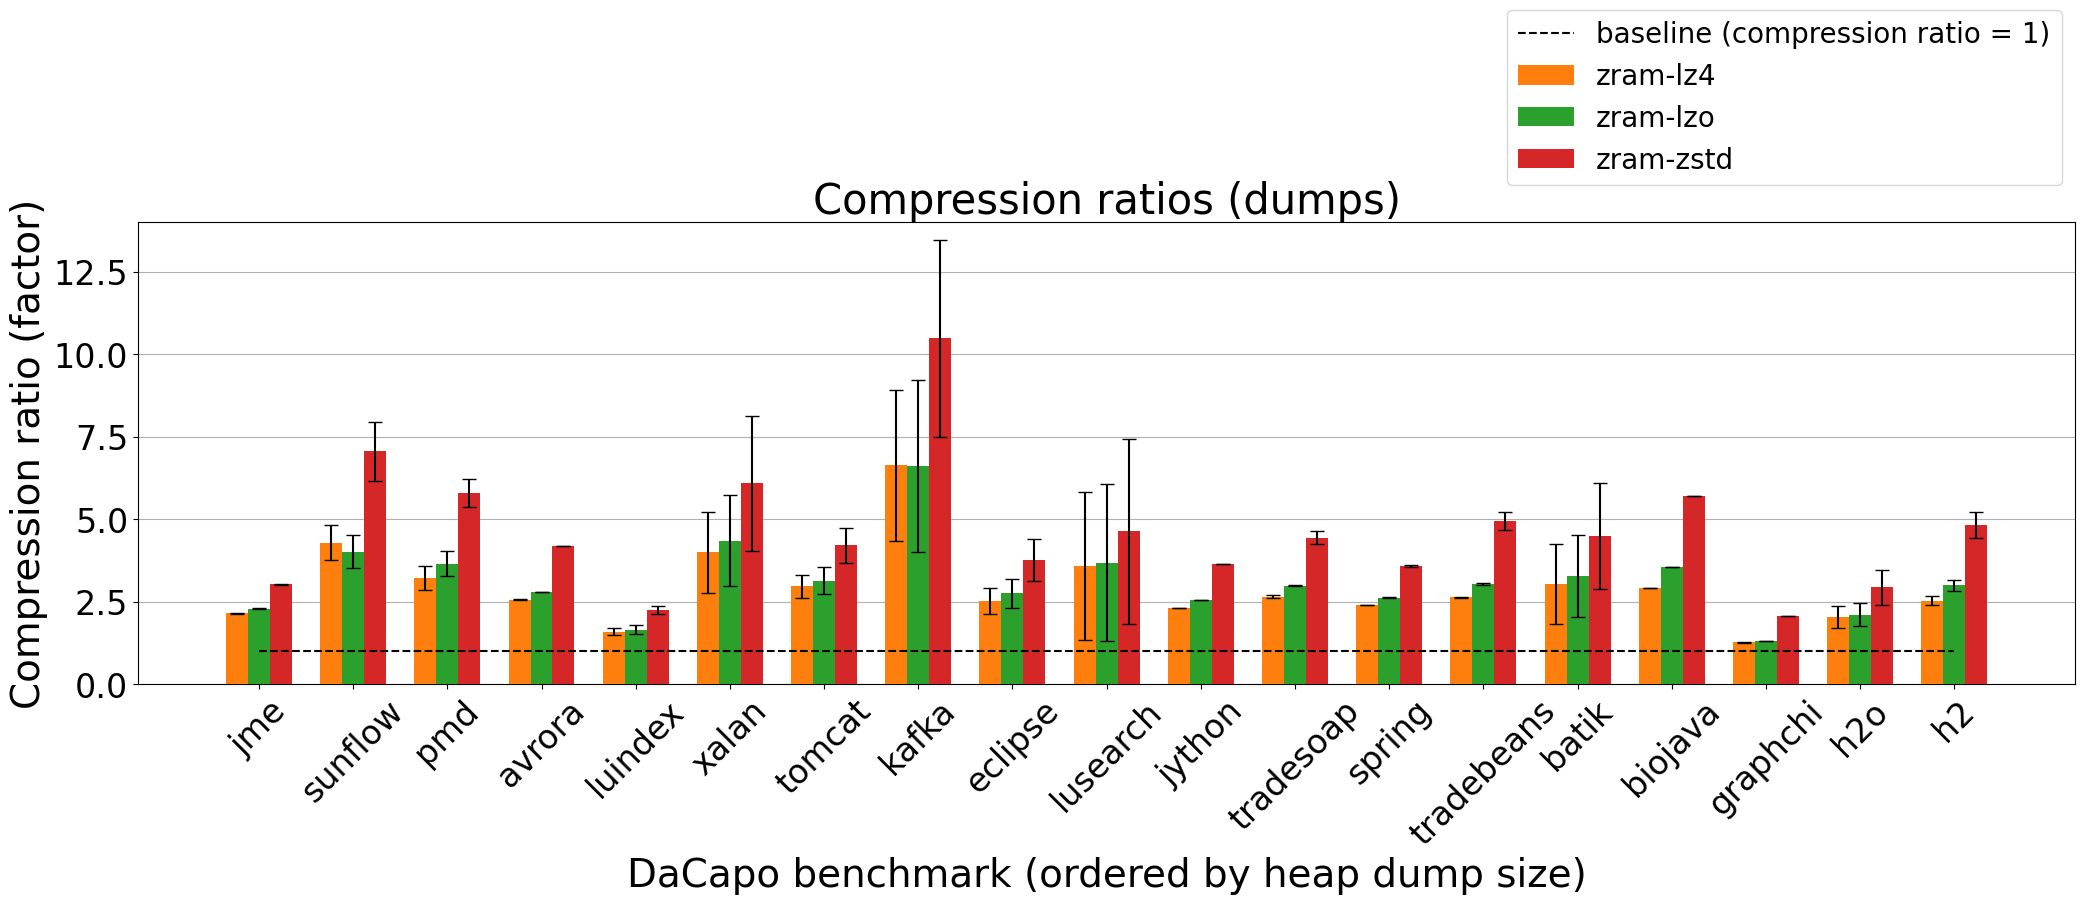 baseline (compression ratio = 1)
zram-lz4
zram-lzo
zram-zstd
Compression ratios (dumps)
Compression ratio (factor)
12.5
10.0
7.5
5.0
2.5
0.0
jme
sunflow
pmd
avrora
luindex
xalan
tomcat
kafka
eclipse
lusearch
jython
tradesoap
spring
tradebeans
batik
biojava
graphchi
h2o
h2
DaCapo benchmark (ordered by heap dump size)